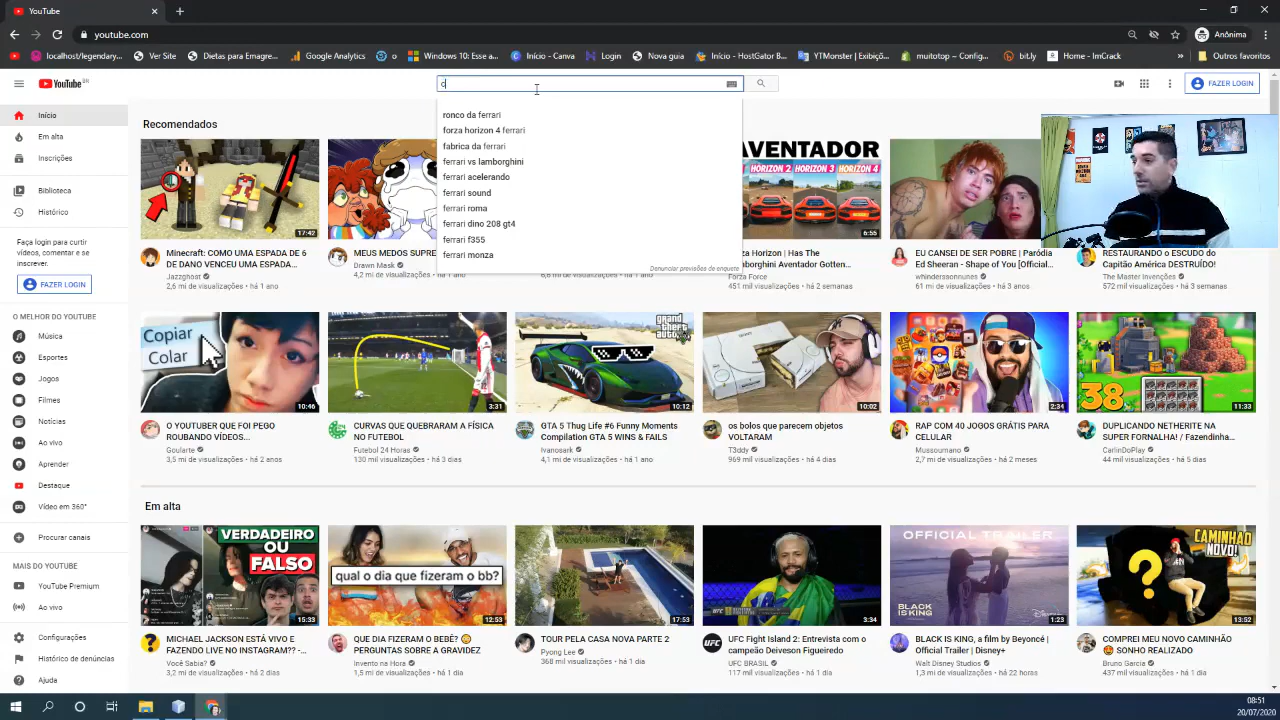 YouTube
youtube.com
Anônima
localhost/legendary...
Ver Site
Dietas para Emagre...
Google Analytics
o
Windows 10: Esse a...
Início - Canva
Login
Nova guia
Início - HostGator B...
YTMonster | Exibiçõ...
muitotop – Config...
bit.ly
Home - ImCrack
»
Outros favoritos
YouTube BR
FAZER LOGIN
ronco da ferrari
forza horizon 4 ferrari
fabrica da ferrari
ferrari vs lamborghini
ferrari acelerando
ferrari sound
ferrari roma
ferrari dino 208 gt4
ferrari f355
ferrari monza
Denunciar previsões de enquete
Início
Em alta
Inscrições
Biblioteca
Histórico
Faça login para curtir
vídeos, comentar e se
inscrever.
FAZER LOGIN
O MELHOR DO YOUTUBE
Música
Esportes
Jogos
Filmes
Notícias
Ao vivo
Aprender
Destaque
Vídeo em 360°
Procurar canais
MAIS DO YOUTUBE
YouTube Premium
Ao vivo
Configurações
Histórico de denúncias
Ajuda
Recomendados
17:42
Minecraft: COMO UMA ESPADA DE 6
DE DANO VENCEU UMA ESPADA...
Jazzghost
2,6 mi de visualizações • há 1 ano
MEUS MEDOS SUPRE
Drawn Mask
4,2 mi de visualizações • há
AVENTADOR
HORIZON 2
HORIZON 3
HORIZON 4
6:55
Horizon | Has The
Lamborghini Aventador Gotten...
Forza Force
451 mil visualizações • há 2 semanas
EU CANSEI DE SER POBRE | Paródia
Ed Sheeran - Shape of You [Official...
whinderssonnunes
61 mi de visualizações • há 3 anos
RESTAURANDO o ESCUDO do
Capitão América DESTRUÍDO!
The Master Invenções
572 mil visualizações • há 3 semanas
Copiar
Colar
10:46
O YOUTUBER QUE FOI PEGO
ROUBANDO VÍDEOS...
Goularte
3,5 mi de visualizações • há 2 anos
3:31
CURVAS QUE QUEBRARAM A FÍSICA
NO FUTEBOL
Futebol 24 Horas
130 mil visualizações • há 3 dias
grand theft auto V
10:12
GTA 5 Thug Life #6 Funny Moments
Compilation GTA 5 WINS & FAILS
Ivanosark
4,1 mi de visualizações • há 1 ano
10:02
os bolos que parecem objetos
VOLTARAM
T3ddy
969 mil visualizações • há 4 dias
2:34
RAP COM 40 JOGOS GRÁTIS PARA
CELULAR
Mussoumano
2,7 mi de visualizações • há 2 meses
38
11:33
DUPLICANDO NETHERITE NA
SUPER FORNALHA! / Fazendinha...
CarlinDoPlay
44 mil visualizações • há 5 dias
Em alta
VERDADEIRO
OU
FALSO
15:33
MICHAEL JACKSON ESTÁ VIVO E
FAZENDO LIVE NO INSTAGRAM?? -...
Você Sabia?
3,2 mi de visualizações • há 2 dias
qual o dia que fizeram o bb?
17:53
QUE DIA FIZERAM O BEBÊ?
PERGUNTAS SOBRE A GRAVIDEZ
Invento na Hora
1,5 mi de visualizações • há 1 dia
17:53
TOUR PELA CASA NOVA PARTE 2
Pyong Lee
368 mil visualizações • há 1 dia
3:34
UFC Fight Island 2: Entrevista com o
campeão Deiveson Figueiredo
UFC BRASIL
117 mil visualizações • há 1 dia
OFFICIAL TRAILER
BLACK
IS KING
1:23
BLACK IS KING, a film by Beyoncé |
Official Trailer | Disney+
Walt Disney Studios
1,3 mi de visualizações • há 22 horas
CAMINHÃO
NOVO!
13:52
COMPREI MEU NOVO CAMINHÃO
SONHO REALIZADO
Bruno Garcia
437 mil visualizações • há 1 dia
08:51
20/07/2020